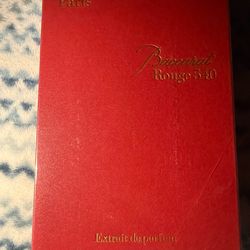 Paris
Baccarat
Rouge 540
Extrait de parfum